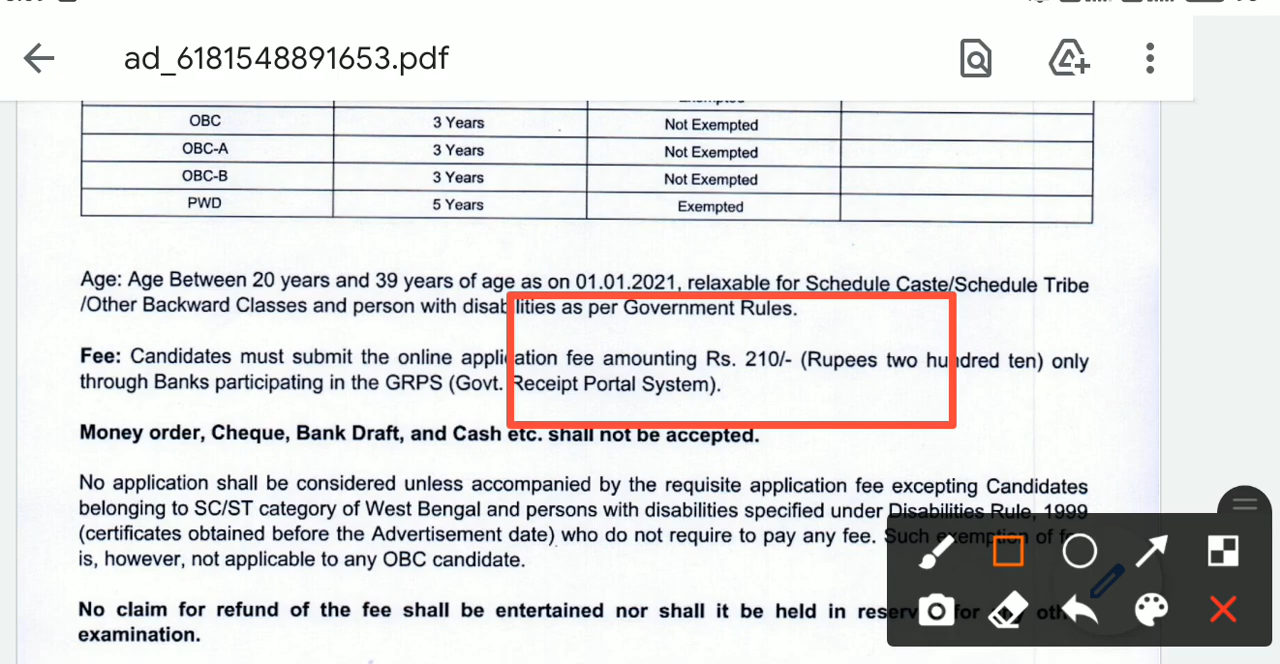 ad_6181548891653.pdf
OBC 3 Years Not Exempted
OBC-A 3 Years Not Exempted
OBC-B 3 Years Not Exempted
PWD 5 Years Exempted
Age: Age Between 20 years and 39 years of age as on 01.01.2021, relaxable for Schedule Caste/Schedule Tribe
/Other Backward Classes and person with disabilities as per Government Rules.
Fee: Candidates must submit the online application fee amounting Rs. 210/- (Rupees two hundred ten) only
through Banks participating in the GRPS (Govt. Receipt Portal System).
Money order, Cheque, Bank Draft, and Cash etc. shall not be accepted.
No application shall be considered unless accompanied by the requisite application fee excepting Candidates
belonging to SC/ST category of West Bengal and persons with disabilities specified under Disabilities Rule, 1999
(certificates obtained before the Advertisement date) who do not require to pay any fee. Such exemption of
is, however, not applicable to any OBC candidate.
No claim for refund of the fee shall be entertained nor shall it be held in for
examination.